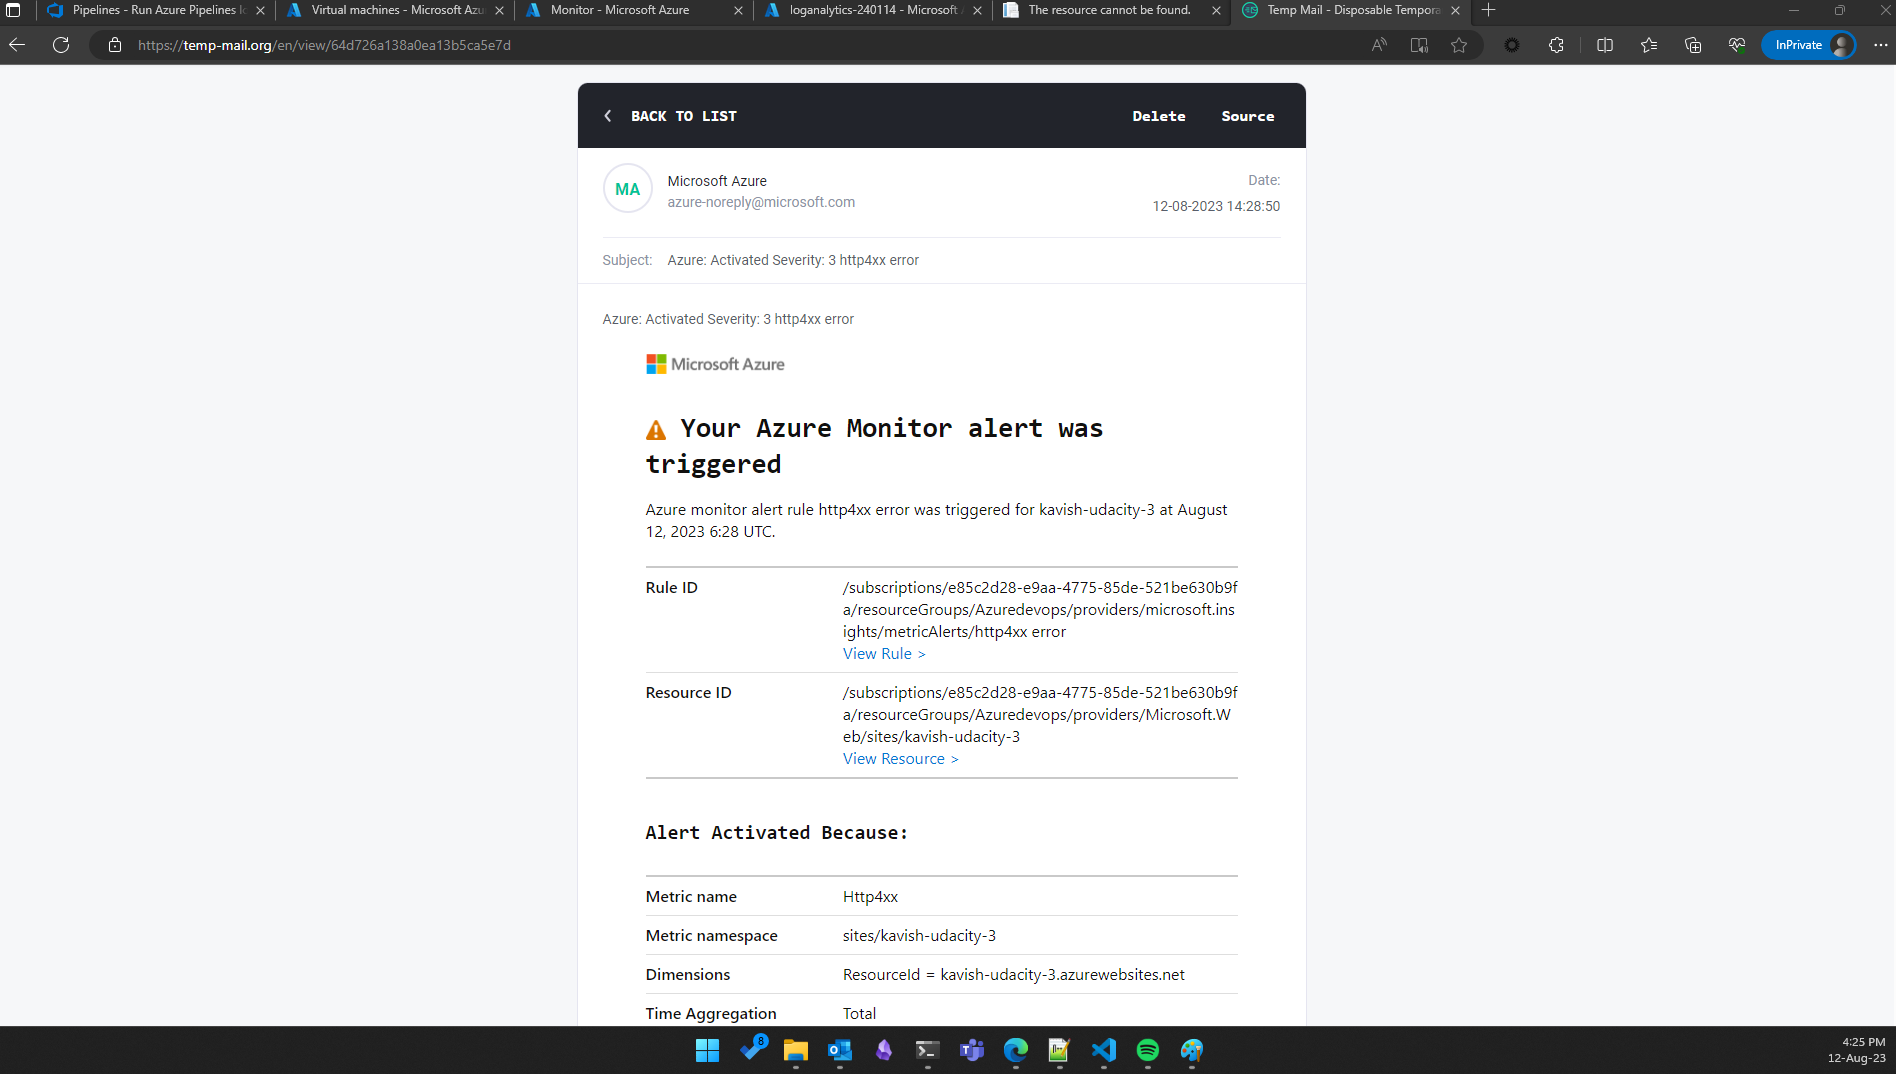 Pipelines - Run Azure Pipelines
Virtual machines - Microsoft Azu
Monitor - Microsoft Azure
loganalytics-240114 - Microsoft
The resource cannot be found.
Temp Mail - Disposable Tempora
https://temp-mail.org/en/view/64d726a138a0ea13b5ca5e7d
InPrivate
BACK TO LIST
Delete
Source
MA
Microsoft Azure
azure-noreply@microsoft.com
Date:
12-08-2023 14:28:50
Subject: Azure: Activated Severity: 3 http4xx error
Azure: Activated Severity: 3 http4xx error
Microsoft Azure
Your Azure Monitor alert was
triggered
Azure monitor alert rule http4xx error was triggered for kavish-udacity-3 at August
12, 2023 6:28 UTC.
Rule ID
/subscriptions/e85c2d28-e9aa-4775-85de-521be630b9f
a/resourceGroups/Azuredevops/providers/microsoft.ins
ights/metricAlerts/http4xx error
View Rule >
Resource ID
/subscriptions/e85c2d28-e9aa-4775-85de-521be630b9f
a/resourceGroups/Azuredevops/providers/Microsoft.W
eb/sites/kavish-udacity-3
View Resource >
Alert Activated Because:
Metric name Http4xx
Metric namespace sites/kavish-udacity-3
Dimensions ResourceId = kavish-udacity-3.azurewebsites.net
Time Aggregation Total
8
4:25 PM
12-Aug-23